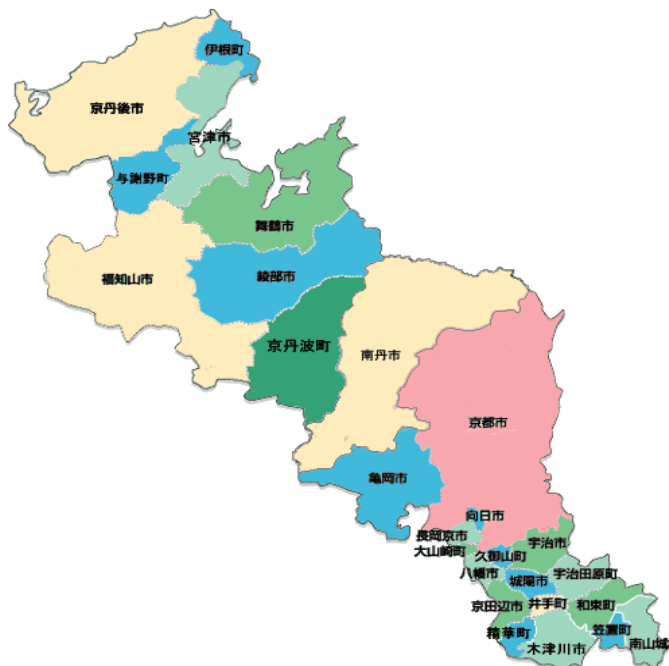 伊根町
京丹後市
宮津市
与謝野町
舞鶴市
福知山市
綾部市
京丹波町
南丹市
京都市
亀岡市
向日市
長岡京市
宇治市
大山崎町
久御山町
八幡市
城陽市
宇治田原町
京田辺市
井手町
和束町
精華町
笠置町
木津川市
南山城